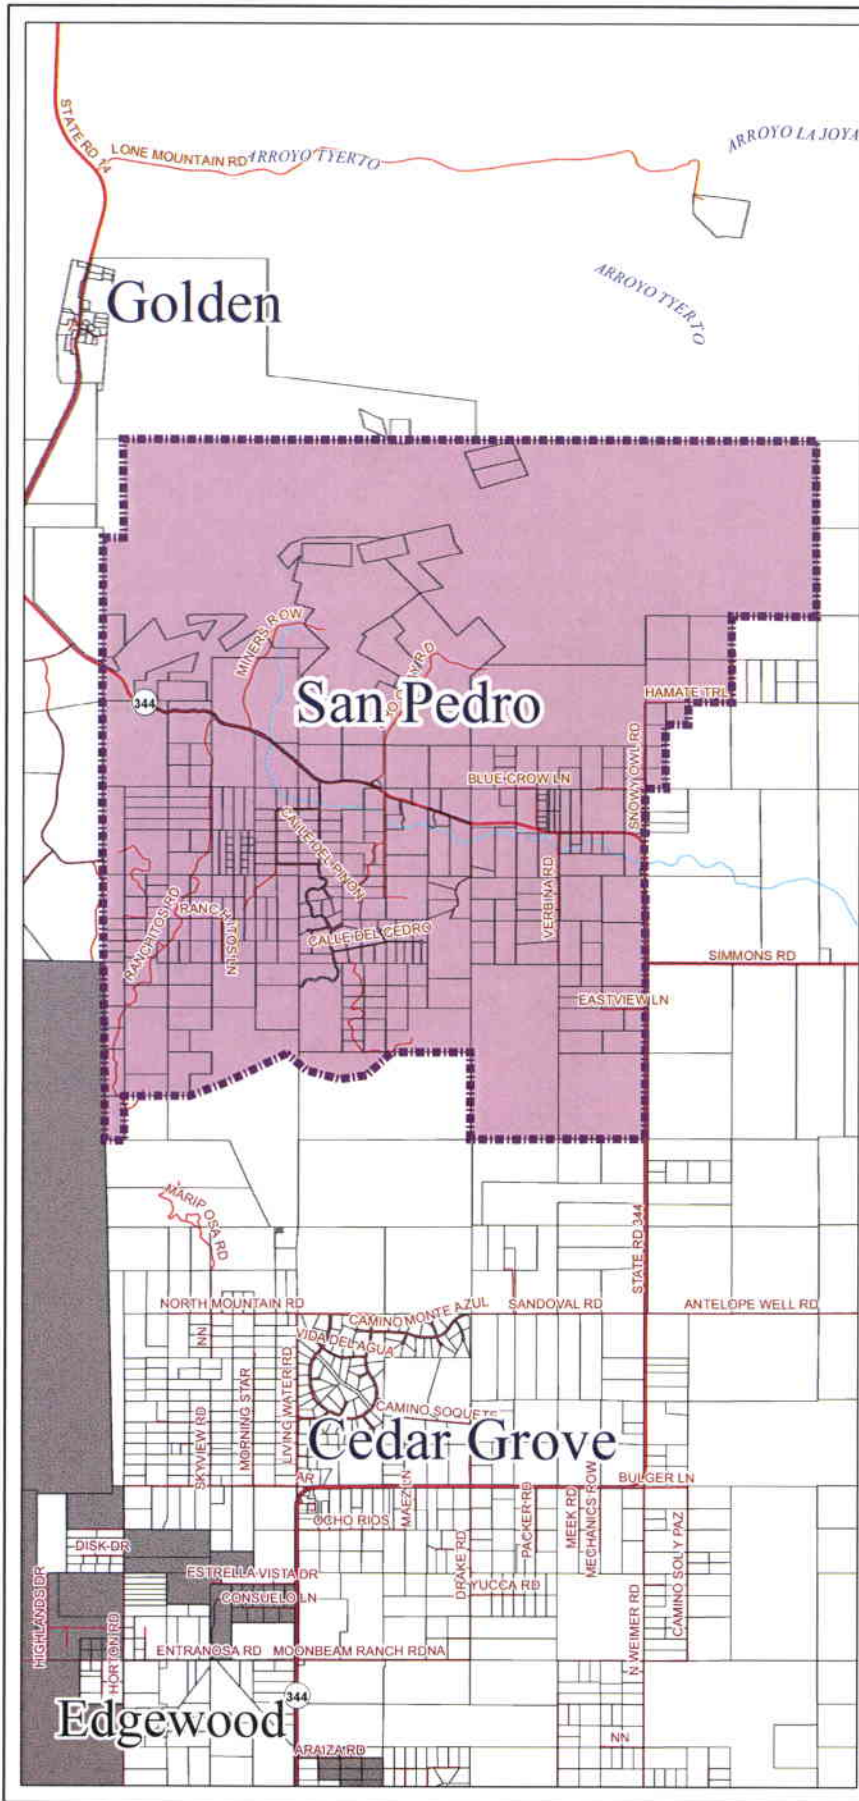 STATE RD 14
LONE MOUNTAIN RD
ARROYO TYERTO
ARROYO LA JOYA
ARROYO TYERTO
Golden
MINERS ROW
San Pedro
HAMATE TRL
344
SNOWY OWL RD
BLUE CROW LN
CALLE DEL PINON
VERBINA RD
RANCHITOS RD
RANCHITOS LN
CALLE DEL CEDRO
SIMMONS RD
EASTVIEW LN
MARIPOSA RD
STATE RD 344
NORTH MOUNTAIN RD
CAMINO MONTE AZUL
SANDOVAL RD
ANTELOPE WELL RD
NN
VIDA DEL AGUA
LIVING WATER RD
MORNING STAR
SKYVIEW RD
CAMINO SOQUETE
Cedar Grove
AR
MAEZ LN
BULGER LN
OCHO RIOS
PACKER RD
MEEK RD
MECHANICS ROW
CAMINO SOL Y PAZ
DISK DR
DRAKE RD
ESTRELLA VISTA DR
YUCCA RD
CONSUELO LN
HIGHLANDS DR
HORTON RD
N WEIMER RD
ENTRANOSA RD
MOONBEAM RANCH RD
NA
344
Edgewood
NN
ARAIZA RD